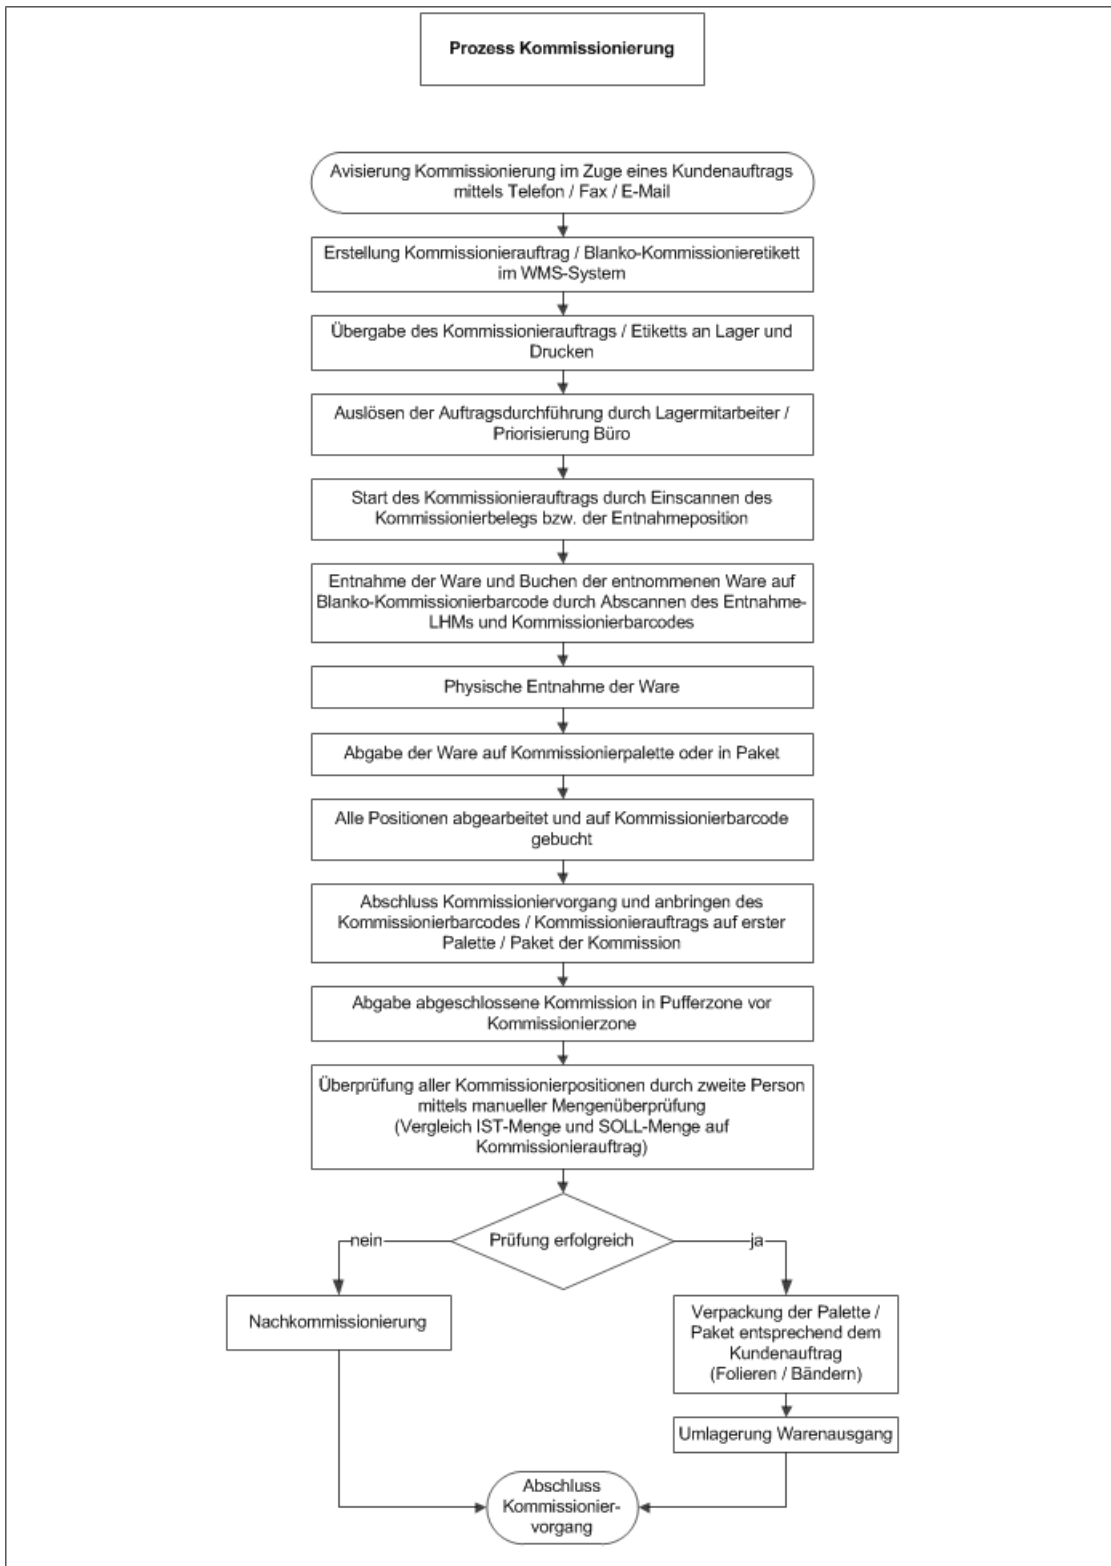 Prozess Kommissionierung
Avisierung Kommissionierung im Zuge eines Kundenauftrags
mittels Telefon / Fax / E-Mail
Erstellung Kommissionierauftrag / Blanko-Kommissionieretikett
im WMS-System
Übergabe des Kommissionierauftrags / Etiketts an Lager und
Drucken
Auslösen der Auftragsdurchführung durch Lagermitarbeiter /
Priorisierung Büro
Start des Kommissionierauftrags durch Einscannen des
Kommissionierbelegs bzw. der Entnahmeposition
Entnahme der Ware und Buchen der entnommenen Ware auf
Blanko-Kommissionierbarcode durch Abscannen des Entnahme-
LHMs und Kommissionierbarcodes
Physische Entnahme der Ware
Abgabe der Ware auf Kommissionierpalette oder in Paket
Alle Positionen abgearbeitet und auf Kommissionierbarcode
gebucht
Abschluss Kommissioniervorgang und anbringen des
Kommissionierbarcodes / Kommissionierauftrags auf erster
Palette / Paket der Kommission
Abgabe abgeschlossene Kommission in Pufferzone vor
Kommissionierzone
Überprüfung aller Kommissionierpositionen durch zweite Person
mittels manueller Mengenüberprüfung
(Vergleich IST-Menge und SOLL-Menge auf
Kommissionierauftrag)
nein
Prüfung erfolgreich
ja
Nachkommissionierung
Verpackung der Palette /
Paket entsprechend dem
Kundenauftrag
(Folieren / Bändern)
Umlagerung Warenausgang
Abschluss
Kommissionier-
vorgang